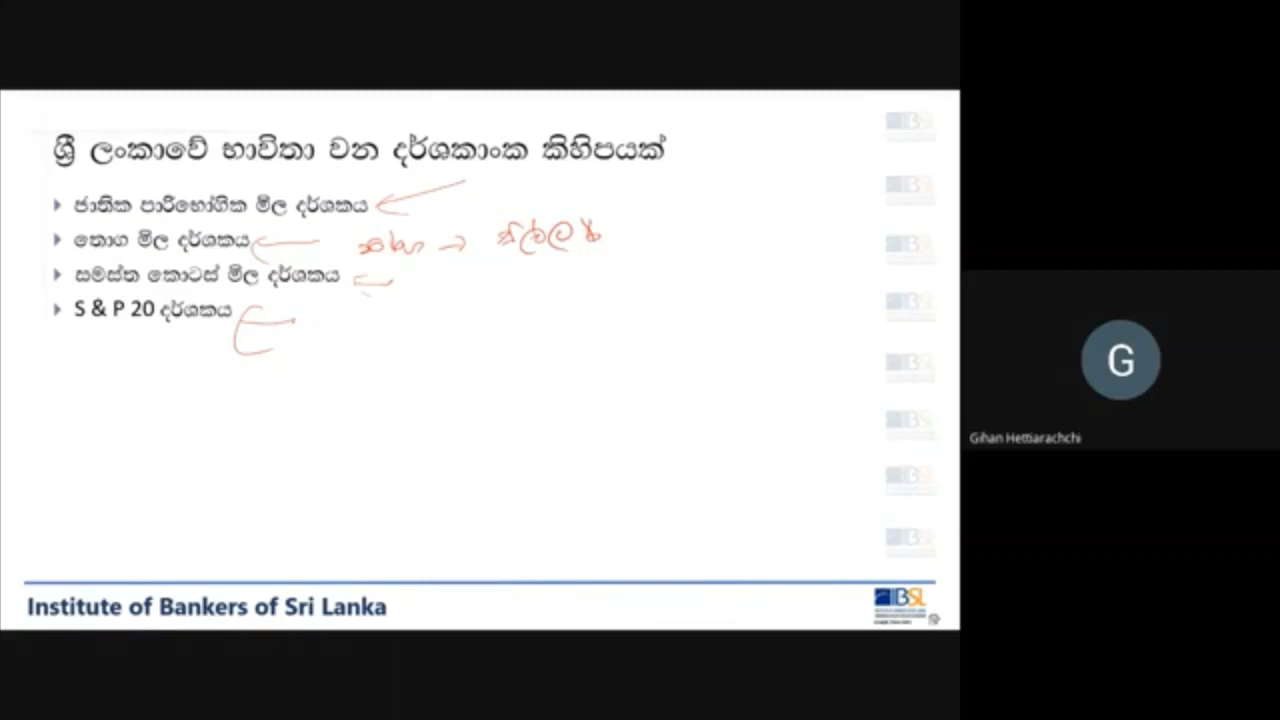 ශ්‍රී ලංකාවේ භාවිතා වන දර්ශකාංක කිහිපයක්
ජාතික පාරිභෝගික මිල දර්ශකය
තොග මිල දර්ශකය
සමස්ත කොටස් මිල දර්ශකය
S & P 20 දර්ශකය
Institute of Bankers of Sri Lanka
IBSL
G
Gihan Hettiarachchi